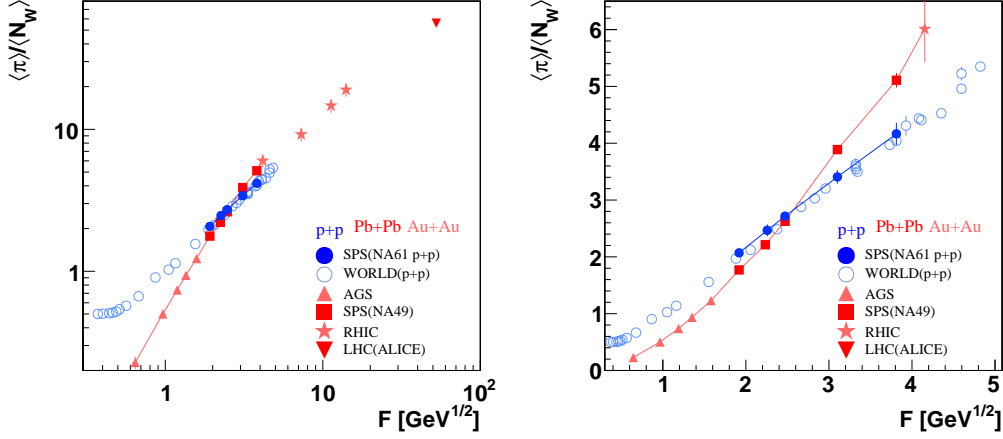 ⟨π⟩/⟨N_W⟩
10
1
p+p Pb+Pb Au+Au
SPS(NA61 p+p)
WORLD(p+p)
AGS
SPS(NA49)
RHIC
LHC(ALICE)
1 10 10²
F [GeV^{1/2}]
⟨π⟩/⟨N_W⟩
6
5
4
3
2
1
0
p+p Pb+Pb Au+Au
SPS(NA61 p+p)
WORLD(p+p)
AGS
SPS(NA49)
RHIC
LHC(ALICE)
1 2 3 4 5
F [GeV^{1/2}]